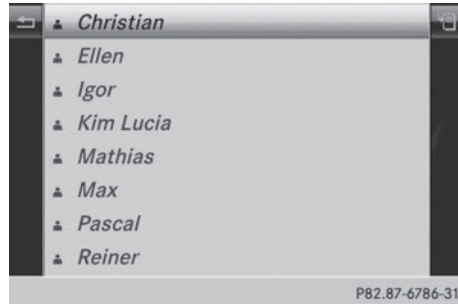 Christian
Ellen
Igor
Kim Lucia
Mathias
Max
Pascal
Reiner
P82.87-6786-31